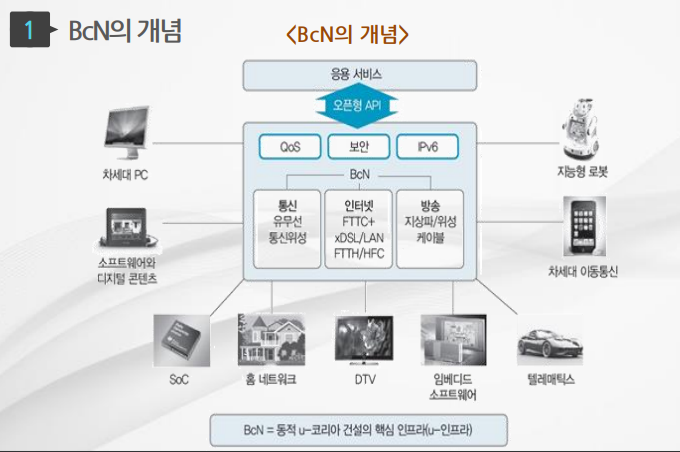 1 BcN의 개념
<BcN의 개념>
응용 서비스
오픈형 API
QoS 보안 IPv6
BcN
차세대 PC
지능형 로봇
통신
유무선
통신위성
인터넷
FTTC+
xDSL/LAN
FTTH/HFC
방송
지상파/위성
케이블
소프트웨어와
디지털 콘텐츠
차세대 이동통신
SoC
홈 네트워크
DTV
임베디드
소프트웨어
텔레매틱스
BcN = 동적 u-코리아 건설의 핵심 인프라(u-인프라)